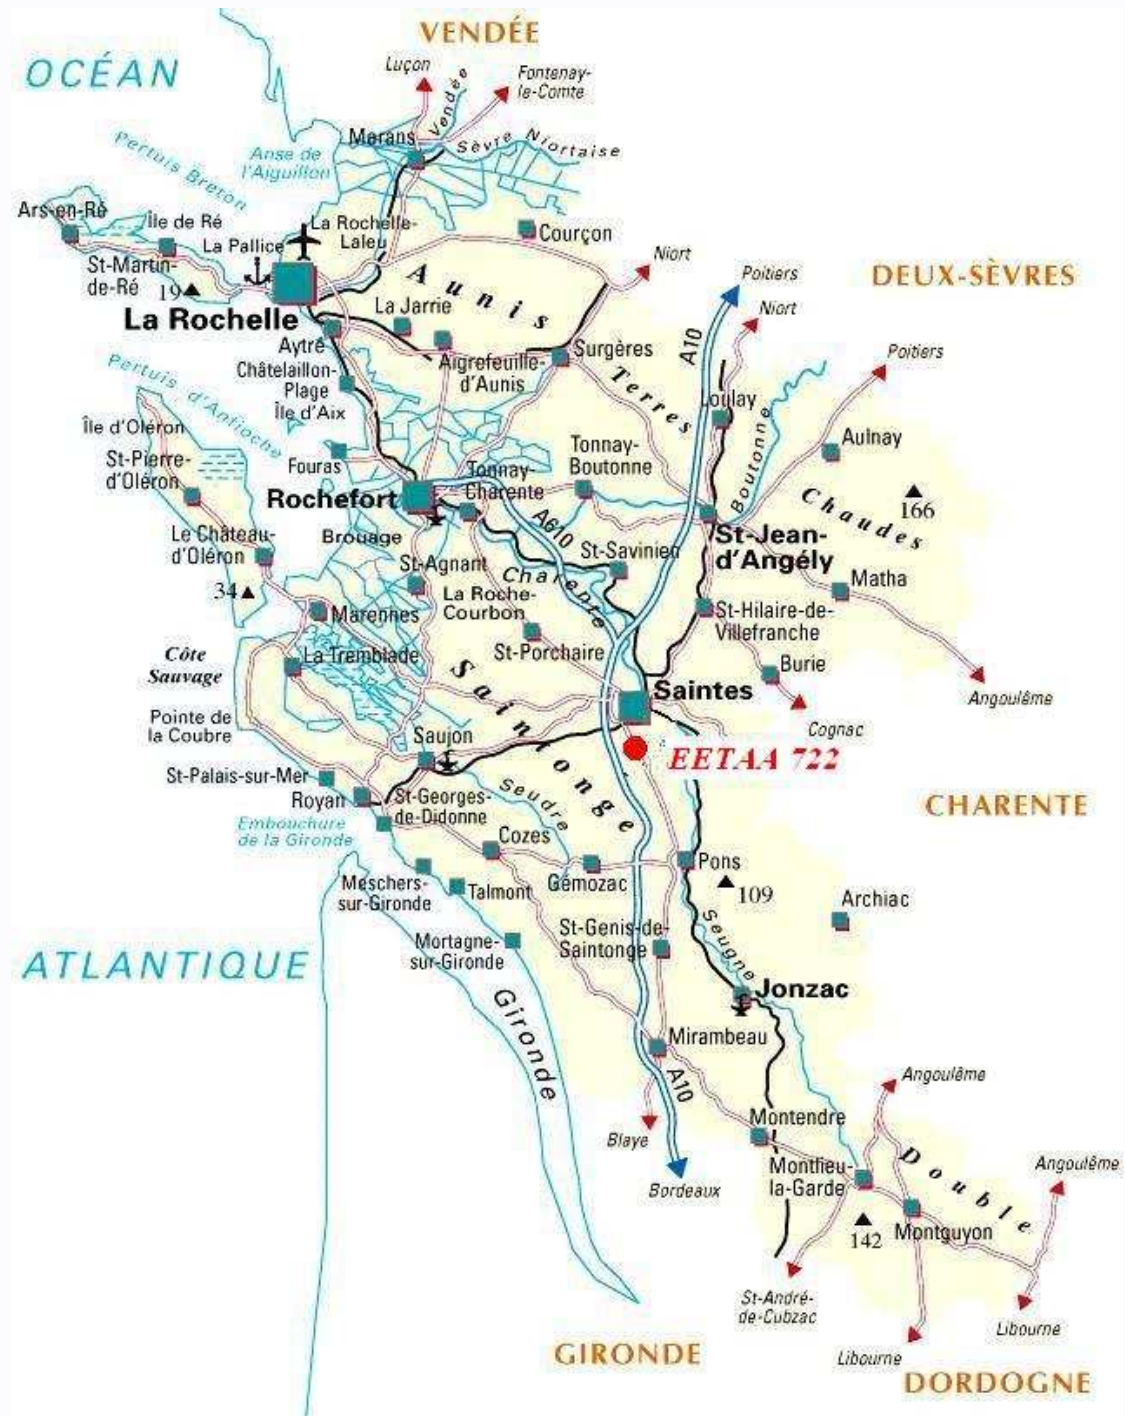 VENDÉE
OCÉAN
Luçon
Fontenay-
le-Comte
Vendée
Marans
Sèvre Niortaise
Pertuis Breton
Anse de
l'Aiguillon
Ars-en-Ré
Île de Ré
La Pallice
La Rochelle-
Laleu
Courçon
St-Martin-
de-Ré
19
Niort
Poitiers
DEUX-SÈVRES
Aunis
La Rochelle
La Jarrie
Niort
A10
Aytré
Aigrefeuille-
d'Aunis
Surgères
Poitiers
Pertuis d'Antioche
Châtelaillon-
Plage
Île d'Aix
Terres
Loulay
Île d'Oléron
St-Pierre-
d'Oléron
Fouras
Tonnay-
Charente
Tonnay-
Boutonne
Boutonne
Aulnay
Rochefort
Chaudes
166
Brouage
A610
St-Savinien
St-Jean-
d'Angély
Le Château-
d'Oléron
St-Agnant
Charente
Matha
34
La Roche-
Courbon
Marennes
St-Hilaire-de-
Villefranche
Côte
Sauvage
La Tremblade
St-Porchaire
Burie
Saintonge
Saintes
Angoulême
Pointe de
la Coubre
Cognac
Saujon
EETAA 722
St-Palais-sur-Mer
Royan
St-Georges-
de-Didonne
Seudre
CHARENTE
Embouchure
de la Gironde
Cozes
Gémozac
Pons
Meschers-
sur-Gironde
Talmont
109
Archiac
Mortagne-
sur-Gironde
St-Genis-de-
Saintonge
Seugne
ATLANTIQUE
Jonzac
Gironde
Mirambeau
A10
Angoulême
Montendre
Blaye
Bordeaux
Montlieu-
la-Garde
Double
Angoulême
142
Montguyon
St-André-
de-Cubzac
Libourne
Libourne
GIRONDE
DORDOGNE